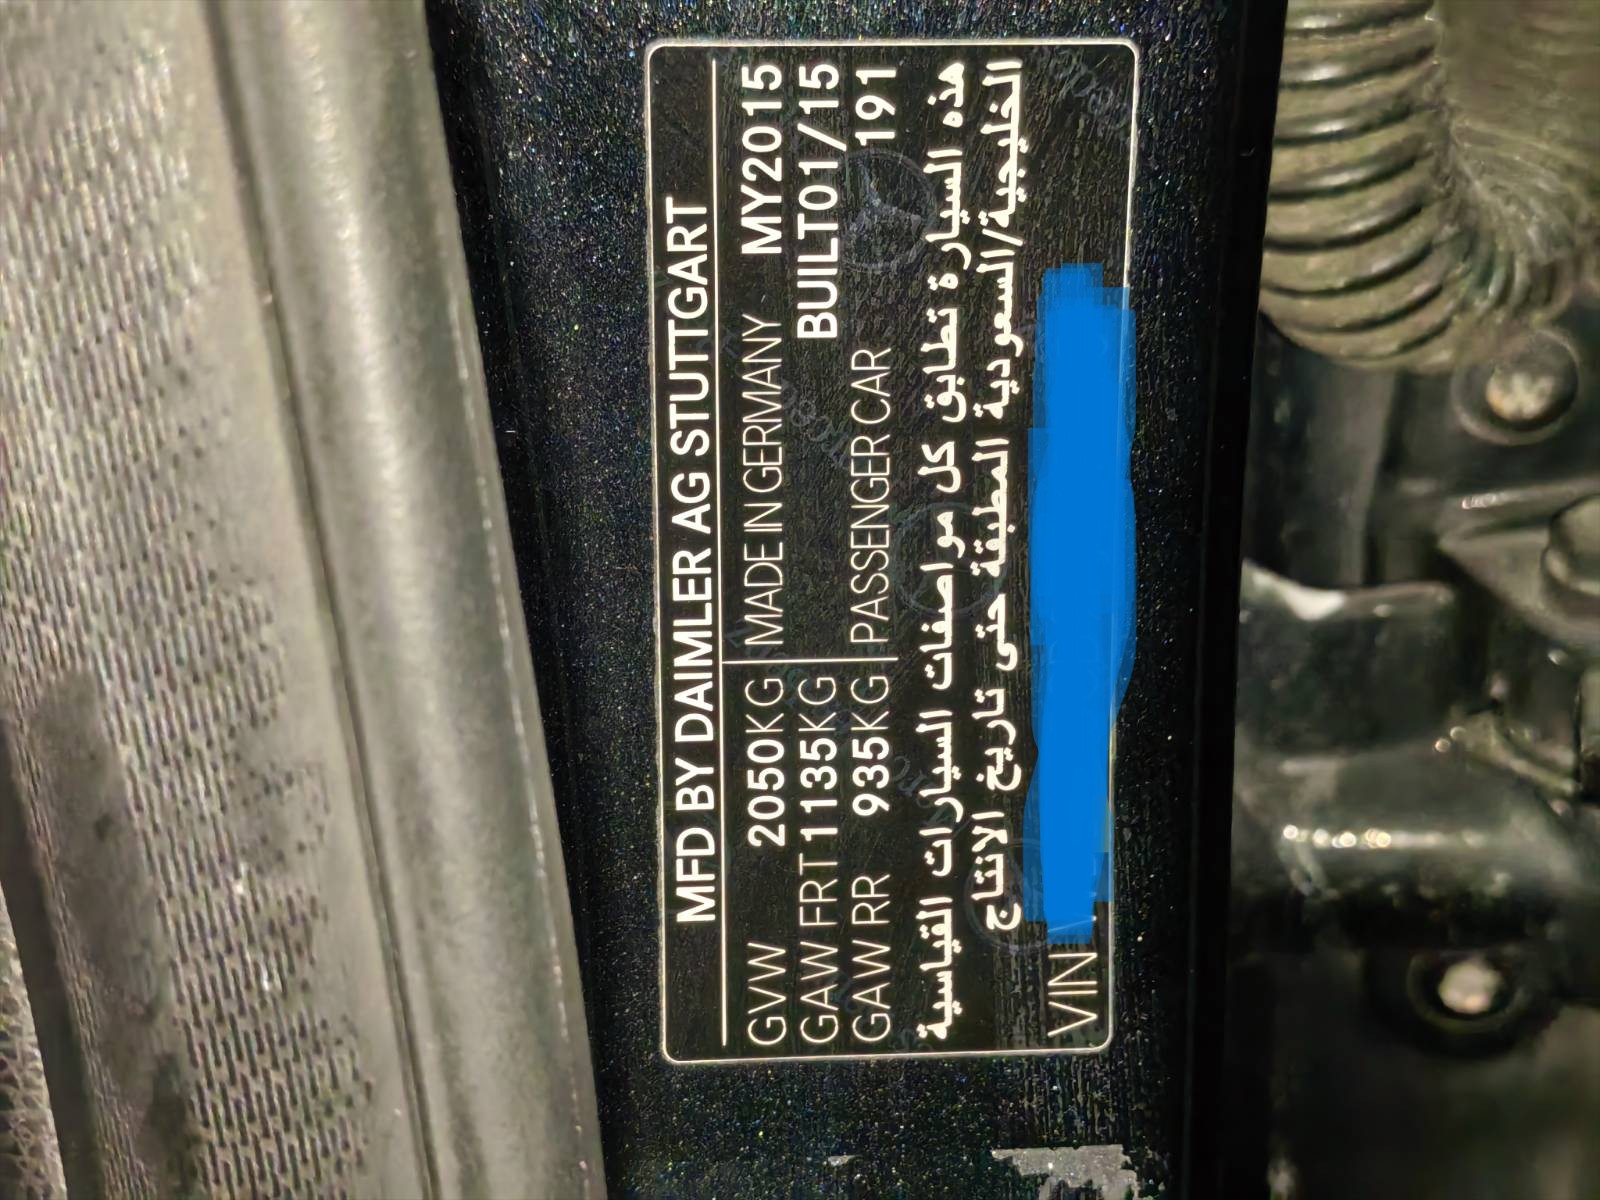 MFD BY DAIMLER AG STUTTGART
GVW 2050KG MADE IN GERMANY MY2015
GAW FRT 1135KG BUILT01/15
GAW RR 935KG PASSENGER CAR 191
هذه السيارة تطابق كل مواصفات السيارات القياسية
الخليجية/السعودية المطبقة حتى تاريخ الانتاج
VIN